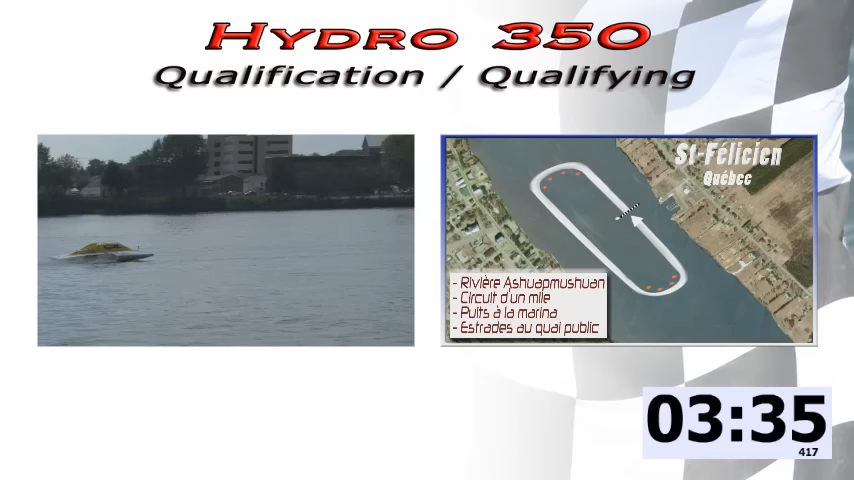 HYDRO 350
Qualification / Qualifying
St-Félicien
Québec
- Rivière Ashuapmushuan
- Circuit d'un mile
- Puits à la marina
- Estrades au quai public
03:35
417